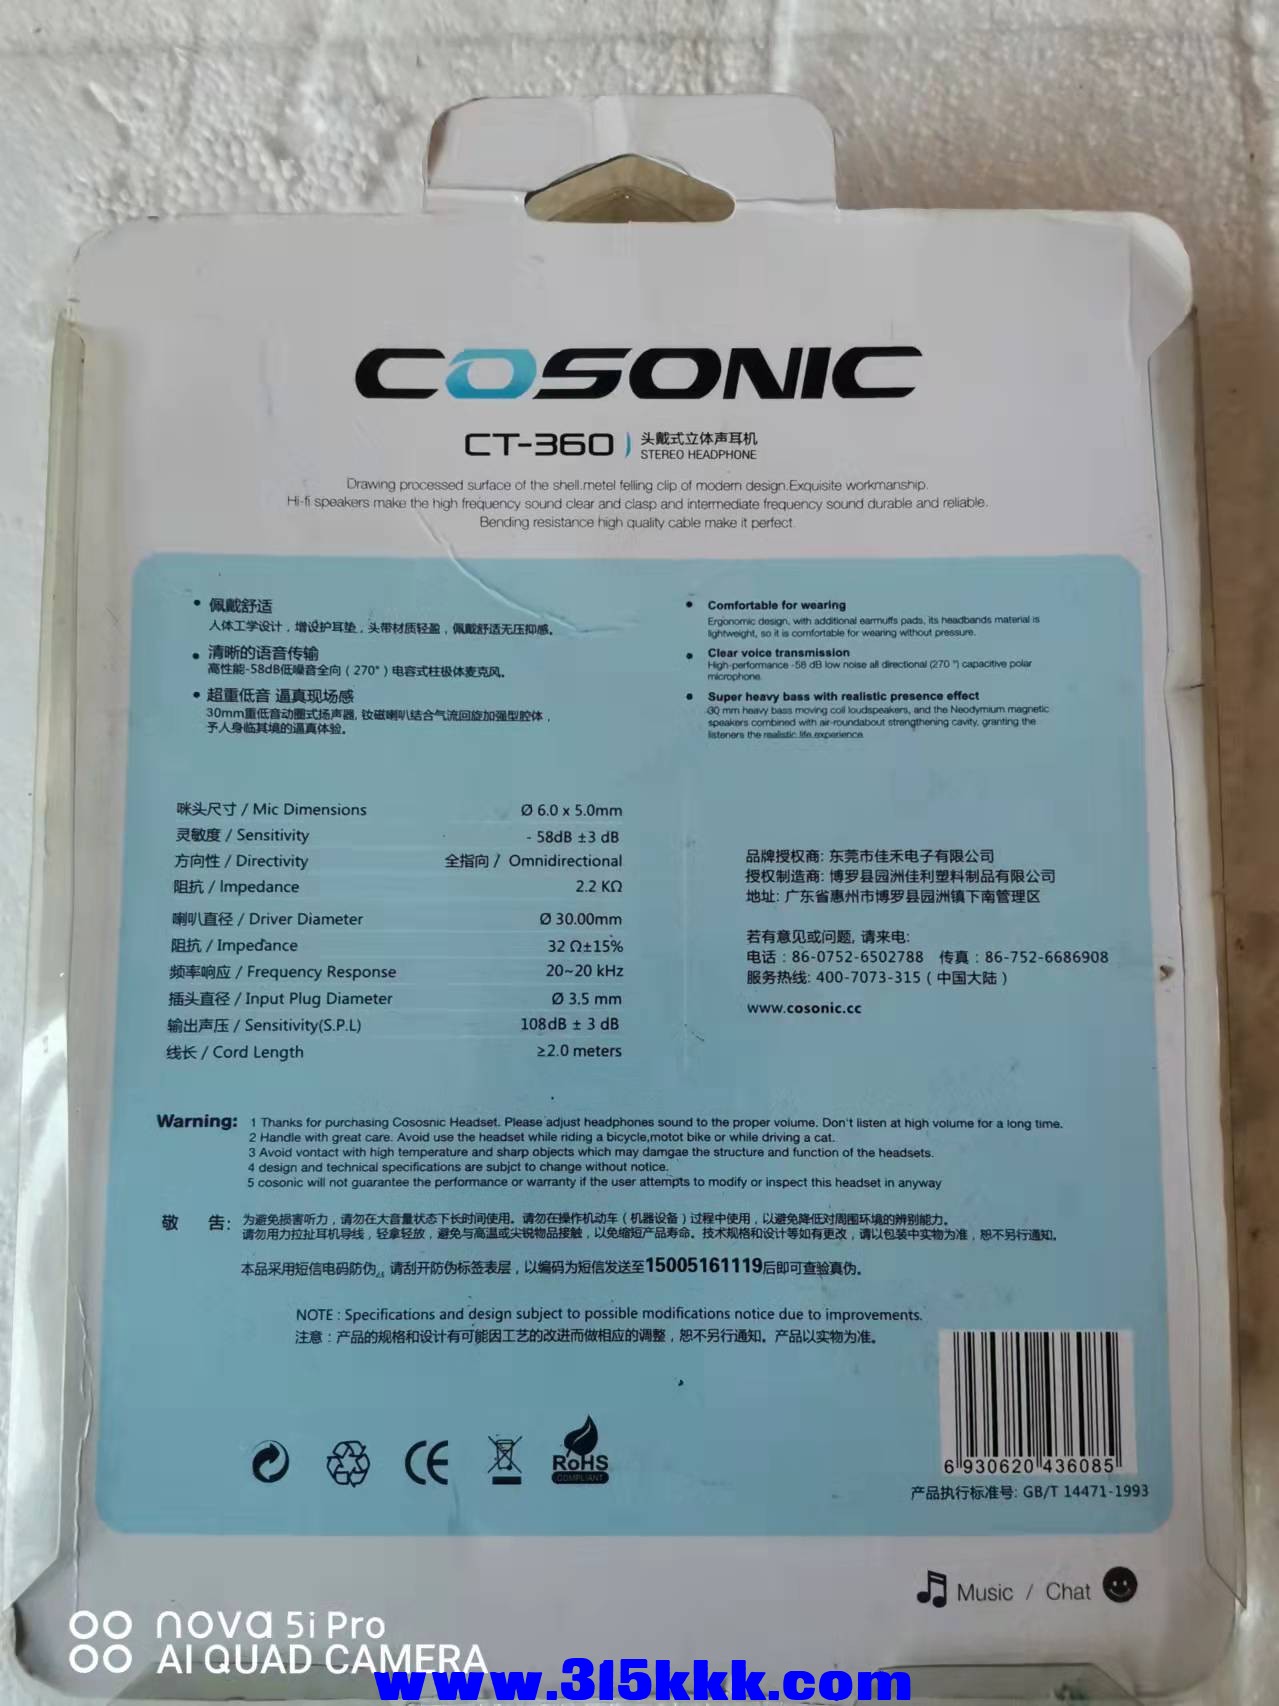 COSONIC
CT-360 头戴式立体声耳机
STEREO HEADPHONE
Drawing processed surface of the shell.metel felling clip of modern design.Exquisite workmanship.
Hi-fi speakers make the high frequency sound clear and clasp and intermediate frequency sound durable and reliable.
Bending resistance high quality cable make it perfect.
• 佩戴舒适
人体工学设计，增设护耳垫，头带材质轻盈，佩戴舒适无压抑感。
• 清晰的语音传输
高性能-58dB低噪音全向（270°）电容式柱极体麦克风。
• 超重低音 逼真现场感
30mm重低音动圈式扬声器, 钕磁喇叭结合气流回旋加强型腔体，
予人身临其境的逼真体验。
• Comfortable for wearing
Ergonomic design, with additional earmuffs pads, its headbands material is
lightweight, so it is comfortable for wearing without pressure.
• Clear voice transmission
High-performance -58 dB low noise all directional (270 °) capacitive polar
microphone.
• Super heavy bass with realistic presence effect
30 mm heavy bass moving coil loudspeakers, and the Neodymium magnetic
speakers combined with air-roundabout strengthening cavity, granting the
listeners the realistic life experience.
咪头尺寸 / Mic Dimensions Ø 6.0 x 5.0mm
灵敏度 / Sensitivity - 58dB ±3 dB
方向性 / Directivity 全指向 / Omnidirectional
阻抗 / Impedance 2.2 KΩ
喇叭直径 / Driver Diameter Ø 30.00mm
阻抗 / Impedance 32 Ω±15%
频率响应 / Frequency Response 20~20 kHz
插头直径 / Input Plug Diameter Ø 3.5 mm
输出声压 / Sensitivity(S.P.L) 108dB ± 3 dB
线长 / Cord Length ≥2.0 meters
品牌授权商: 东莞市佳禾电子有限公司
授权制造商: 博罗县园洲佳利塑料制品有限公司
地址: 广东省惠州市博罗县园洲镇下南管理区
若有意见或问题, 请来电:
电话：86-0752-6502788 传真：86-752-6686908
服务热线: 400-7073-315（中国大陆）
www.cosonic.cc
Warning: 1 Thanks for purchasing Cososnic Headset. Please adjust headphones sound to the proper volume. Don't listen at high volume for a long time.
2 Handle with great care. Avoid use the headset while riding a bicycle,motot bike or while driving a cat.
3 Avoid vontact with high temperature and sharp objects which may damgae the structure and function of the headsets.
4 design and technical specifications are subjct to change without notice.
5 cosonic will not guarantee the performance or warranty if the user attempts to modify or inspect this headset in anyway
敬 告: 为避免损害听力，请勿在大音量状态下长时间使用。请勿在操作机动车（机器设备）过程中使用，以避免降低对周围环境的辨别能力。
请勿用力拉扯耳机导线，轻拿轻放，避免与高温或尖锐物品接触，以免缩短产品寿命。技术规格和设计等如有更改，请以包装中实物为准，恕不另行通知。
本品采用短信电码防伪。请刮开防伪标签表层，以编码为短信发送至15005161119后即可查验真伪。
NOTE : Specifications and design subject to possible modifications notice due to improvements.
注意：产品的规格和设计有可能因工艺的改进而做相应的调整，恕不另行通知。产品以实物为准。
CE
RoHS
COMPLIANT
6 930620 436085
产品执行标准号: GB/T 14471-1993
Music / Chat
nova 5i Pro
AI QUAD CAMERA
www.315kkk.com